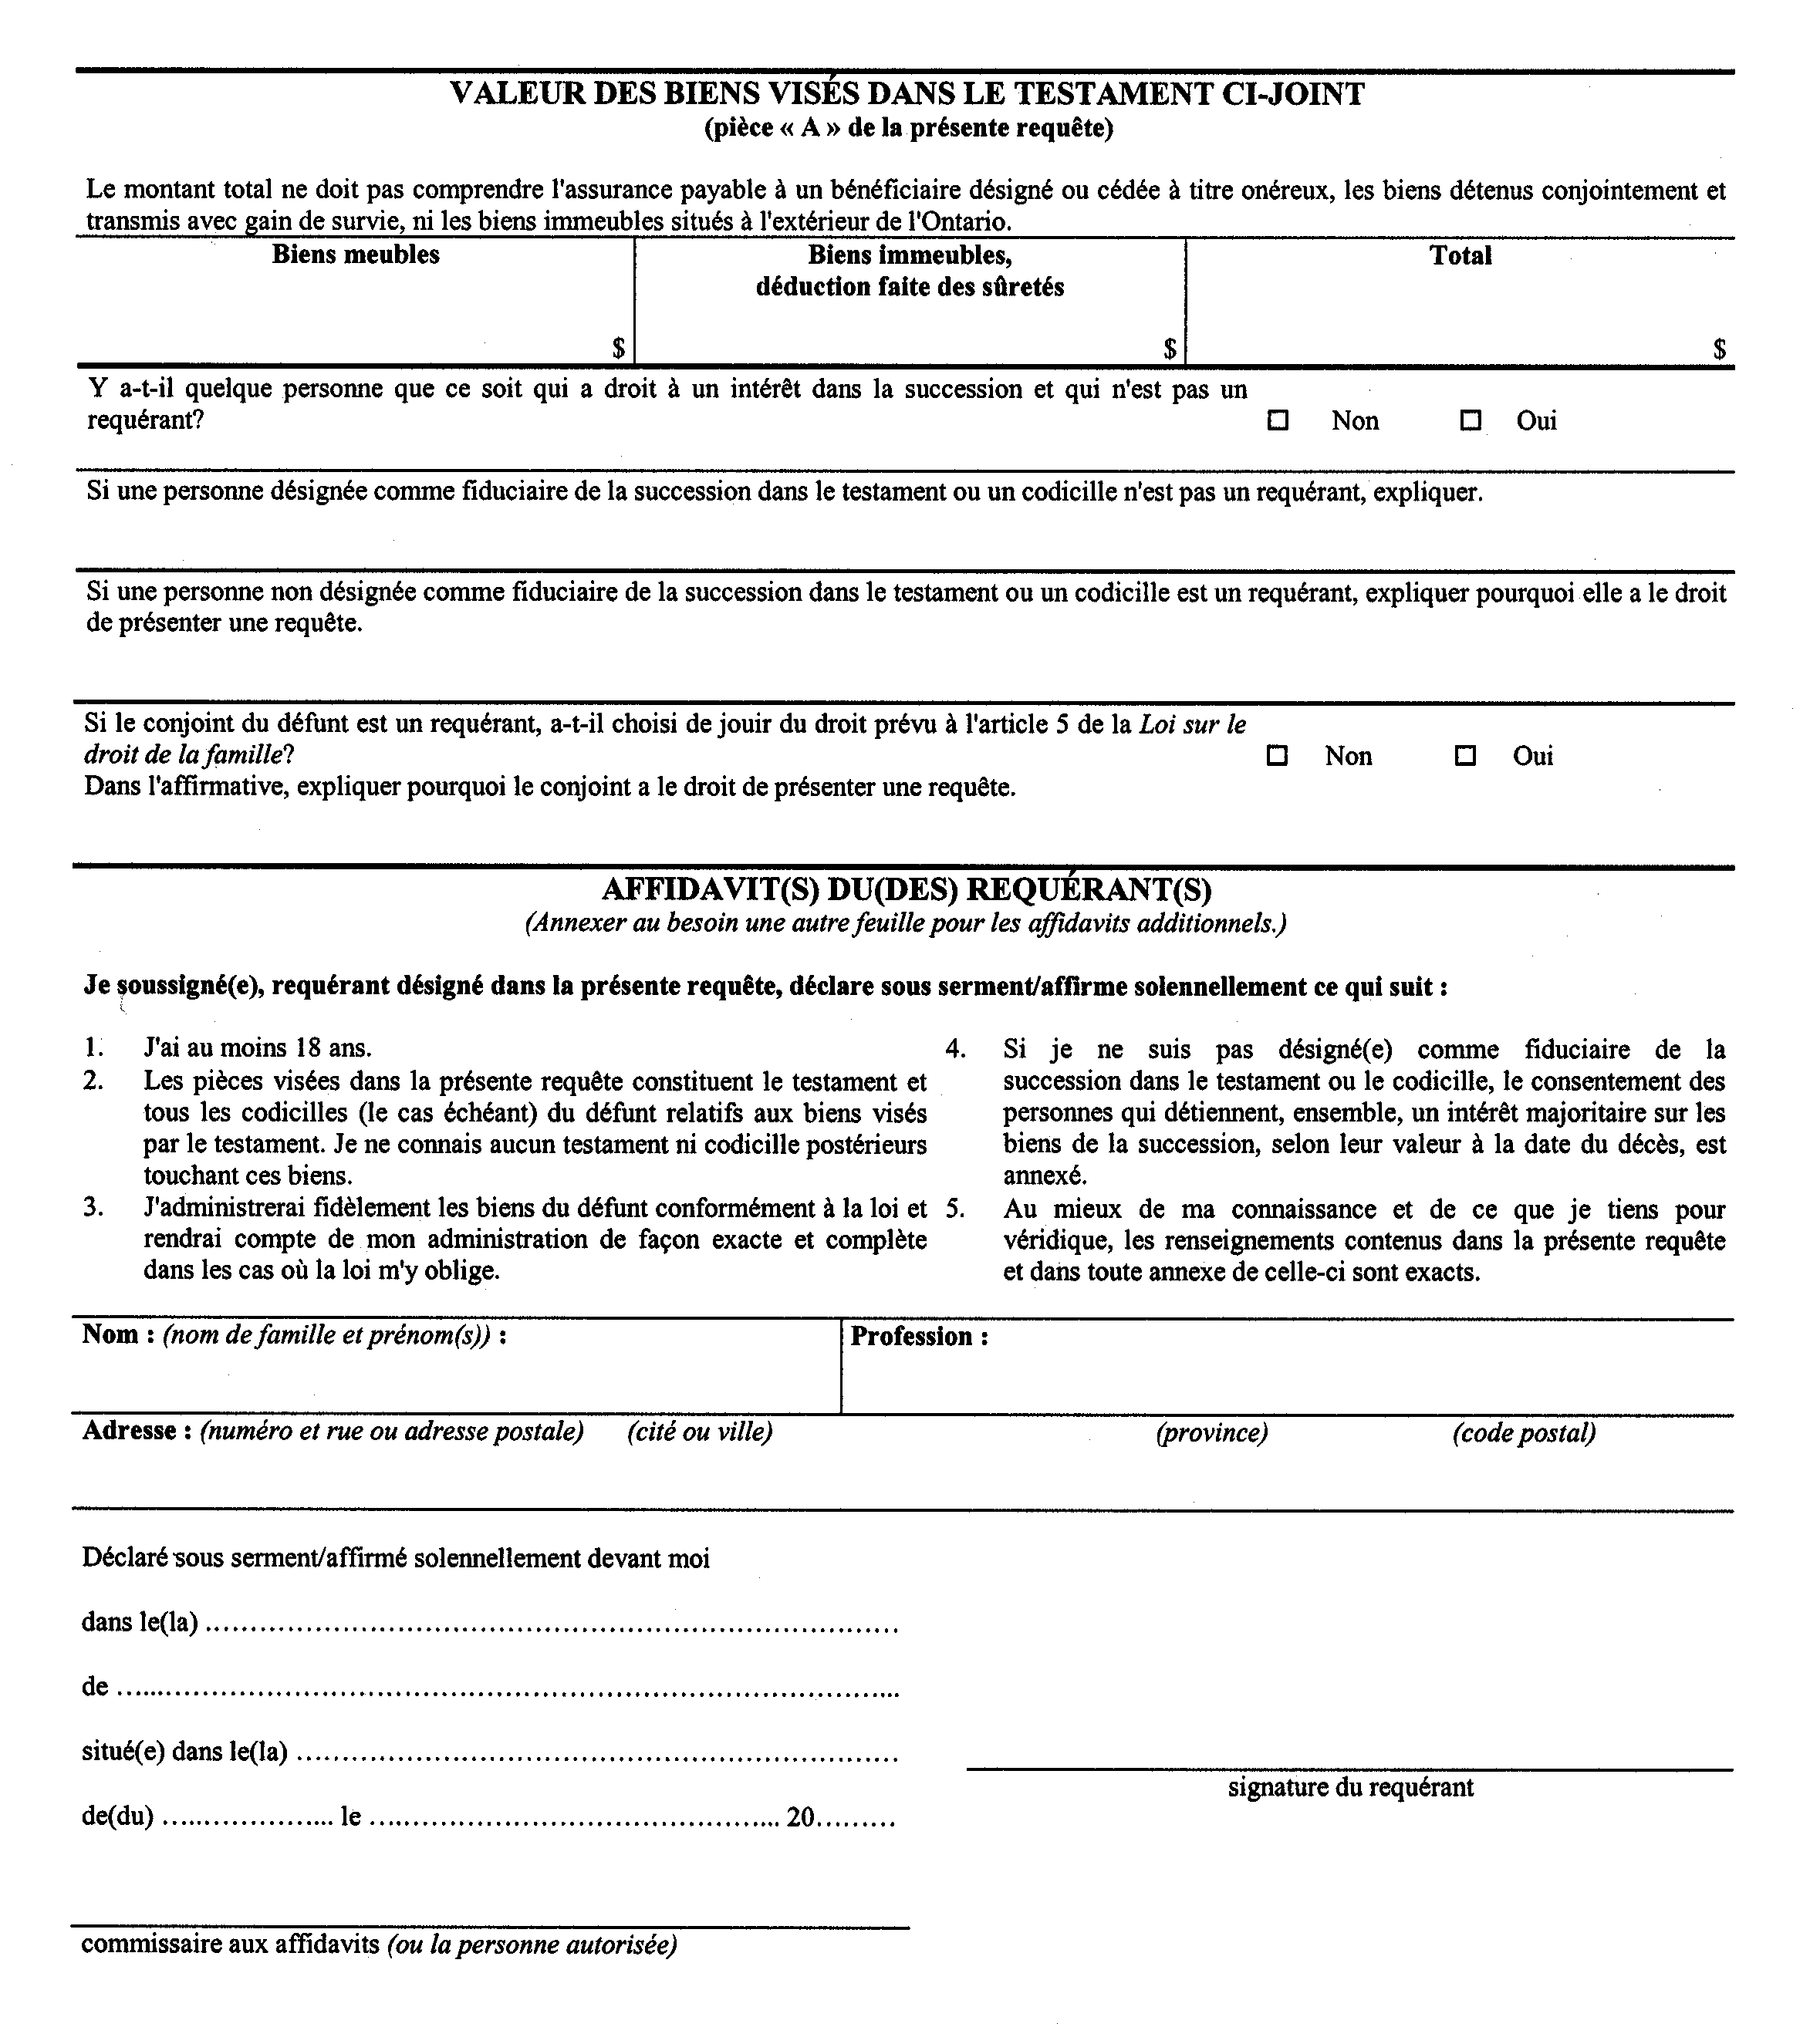 VALEUR DES BIENS VISÉS DANS LE TESTAMENT CI-JOINT
(pièce « A » de la présente requête)
Le montant total ne doit pas comprendre l'assurance payable à un bénéficiaire désigné ou cédée à titre onéreux, les biens détenus conjointement et
transmis avec gain de survie, ni les biens immeubles situés à l'extérieur de l'Ontario.
Biens meubles
$
Biens immeubles,
déduction faite des sûretés
$
Total
$
Y a-t-il quelque personne que ce soit qui a droit à un intérêt dans la succession et qui n'est pas un
requérant? ☐ Non ☐ Oui
Si une personne désignée comme fiduciaire de la succession dans le testament ou un codicille n'est pas un requérant, expliquer.
Si une personne non désignée comme fiduciaire de la succession dans le testament ou un codicille est un requérant, expliquer pourquoi elle a le droit
de présenter une requête.
Si le conjoint du défunt est un requérant, a-t-il choisi de jouir du droit prévu à l'article 5 de la Loi sur le
droit de la famille? ☐ Non ☐ Oui
Dans l'affirmative, expliquer pourquoi le conjoint a le droit de présenter une requête.
AFFIDAVIT(S) DU(DES) REQUÉRANT(S)
(Annexer au besoin une autre feuille pour les affidavits additionnels.)
Je soussigné(e), requérant désigné dans la présente requête, déclare sous serment/affirme solennellement ce qui suit :
1. J'ai au moins 18 ans.
2. Les pièces visées dans la présente requête constituent le testament et
tous les codicilles (le cas échéant) du défunt relatifs aux biens visés
par le testament. Je ne connais aucun testament ni codicille postérieurs
touchant ces biens.
3. J'administrerai fidèlement les biens du défunt conformément à la loi et
rendrai compte de mon administration de façon exacte et complète
dans les cas où la loi m'y oblige.
4. Si je ne suis pas désigné(e) comme fiduciaire de la
succession dans le testament ou le codicille, le consentement des
personnes qui détiennent, ensemble, un intérêt majoritaire sur les
biens de la succession, selon leur valeur à la date du décès, est
annexé.
5. Au mieux de ma connaissance et de ce que je tiens pour
véridique, les renseignements contenus dans la présente requête
et dans toute annexe de celle-ci sont exacts.
Nom : (nom de famille et prénom(s)) :
Profession :
Adresse : (numéro et rue ou adresse postale) (cité ou ville) (province) (code postal)
Déclaré sous serment/affirmé solennellement devant moi
dans le(la) ..........................................................................
de ....................................................................................
situé(e) dans le(la) .................................................................
de(du) ................... le ............................................. 20.........
signature du requérant
commissaire aux affidavits (ou la personne autorisée)